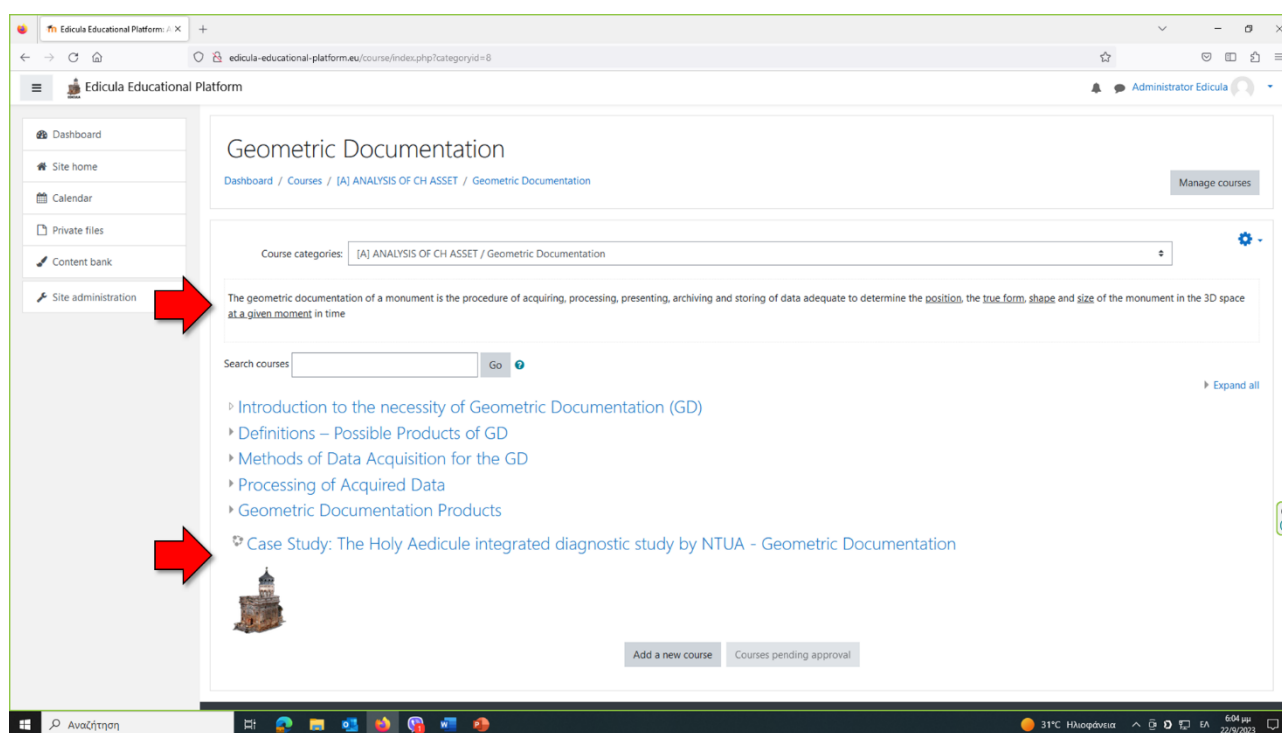 Edicula Educational Platform: A
edicula-educational-platform.eu/course/index.php?categoryid=8
Edicula Educational Platform
Administrator Edicula
Dashboard
Site home
Calendar
Private files
Content bank
Site administration
Geometric Documentation
Dashboard / Courses / [A] ANALYSIS OF CH ASSET / Geometric Documentation
Manage courses
Course categories: [A] ANALYSIS OF CH ASSET / Geometric Documentation
The geometric documentation of a monument is the procedure of acquiring, processing, presenting, archiving and storing of data adequate to determine the position, the true form, shape and size of the monument in the 3D space
at a given moment in time
Search courses Go
Expand all
Introduction to the necessity of Geometric Documentation (GD)
Definitions – Possible Products of GD
Methods of Data Acquisition for the GD
Processing of Acquired Data
Geometric Documentation Products
Case Study: The Holy Aedicule integrated diagnostic study by NTUA - Geometric Documentation
Add a new course Courses pending approval
Αναζήτηση
31°C Ηλιοφάνεια ΕΛ 6:04 μμ
22/9/2023